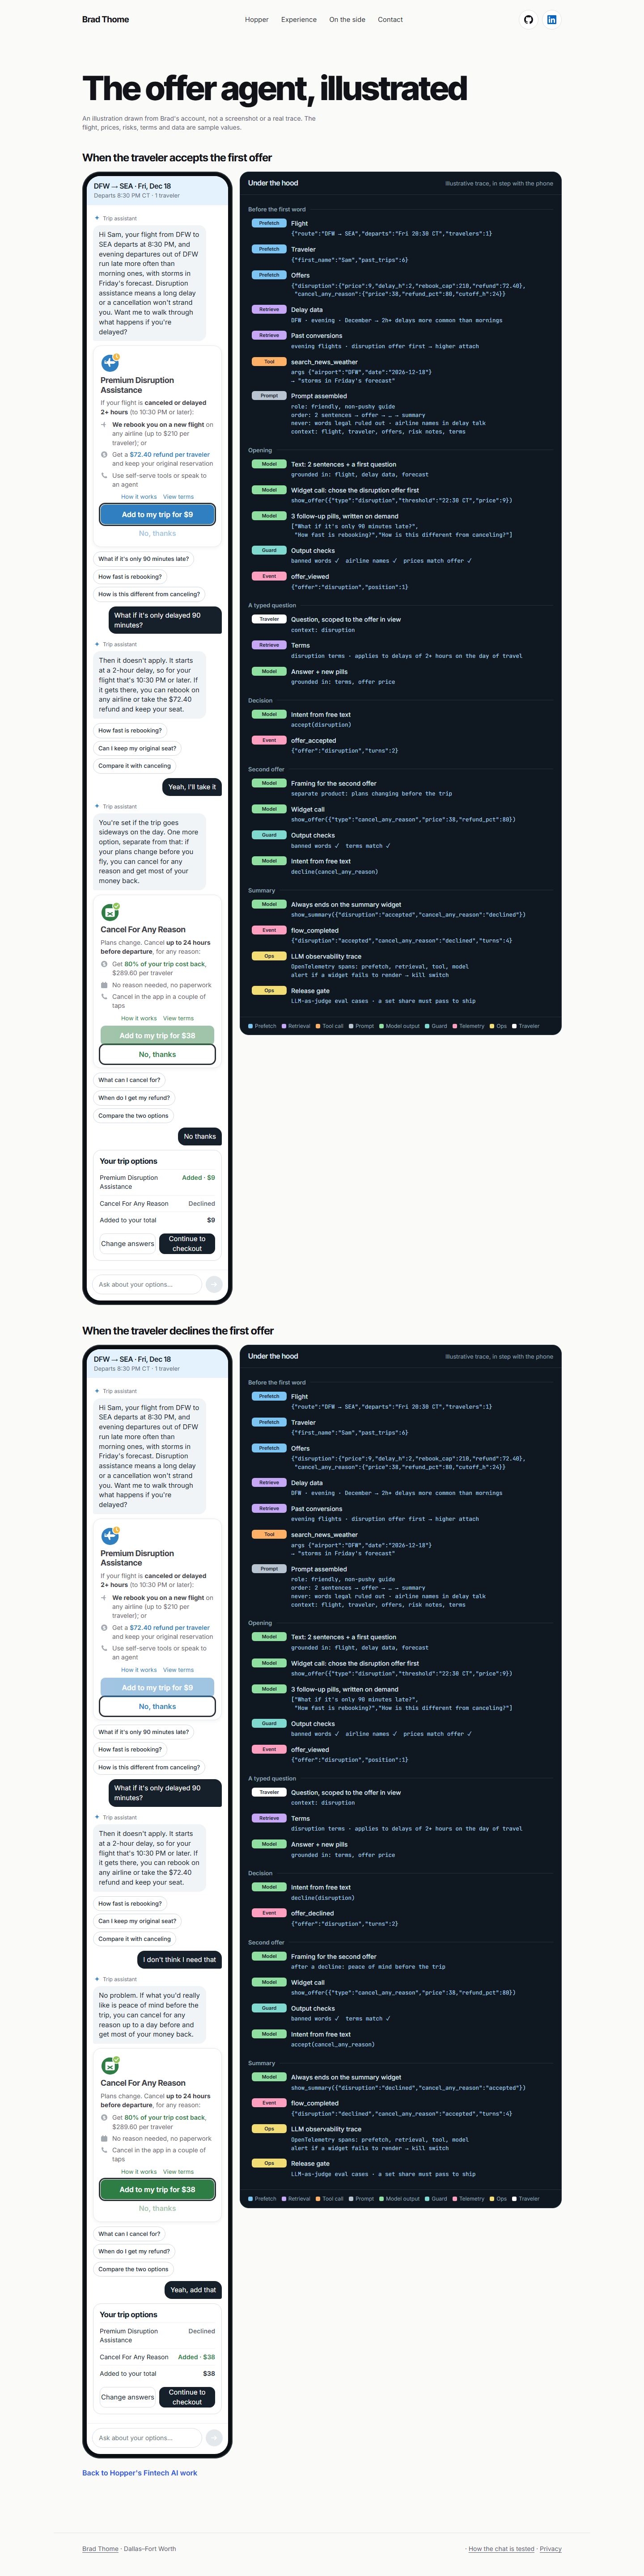 Brad Thome
Hopper
Experience
On the side
Contact
The offer agent, illustrated
An illustration drawn from Brad's account, not a screenshot or a real trace. The
flight, prices, risks, terms and data are sample values.
When the traveler accepts the first offer
DFW → SEA · Fri, Dec 18
Departs 8:30 PM CT · 1 traveler
Trip assistant
Hi Sam, your flight from DFW to
SEA departs at 8:30 PM, and
evening departures out of DFW
run late more often than
morning ones, with storms in
Friday's forecast. Disruption
assistance means a long delay
or a cancellation won't strand
you. Want me to walk through
what happens if you're
delayed?
Premium Disruption
Assistance
If your flight is canceled or delayed
2+ hours (to 10:30 PM or later):
We rebook you on a new flight on
any airline (up to $210 per
traveler); or
Get a $72.40 refund per traveler
and keep your original reservation
Use self-serve tools or speak to
an agent
How it works View terms
Add to my trip for $9
No, thanks
What if it's only 90 minutes late?
How fast is rebooking?
How is this different from canceling?
What if it's only delayed 90
minutes?
Trip assistant
Then it doesn't apply. It starts
at a 2-hour delay, so for your
flight that's 10:30 PM or later. If
it gets there, you can rebook on
any airline or take the $72.40
refund and keep your seat.
How fast is rebooking?
Can I keep my original seat?
Compare it with canceling
Yeah, I'll take it
Trip assistant
You're set if the trip goes
sideways on the day. One more
option, separate from that: if
your plans change before you
fly, you can cancel for any
reason and get most of your
money back.
Cancel For Any Reason
Plans change. Cancel up to 24 hours
before departure, for any reason:
Get 80% of your trip cost back,
$289.60 per traveler
No reason needed, no paperwork
Cancel in the app in a couple of
taps
How it works View terms
Add to my trip for $38
No, thanks
What can I cancel for?
When do I get my refund?
Compare the two options
No thanks
Your trip options
Premium Disruption
Assistance
Added · $9
Cancel For Any Reason Declined
Added to your total $9
Change answers
Continue to
checkout
Ask about your options...
Under the hood
Illustrative trace, in step with the phone
Before the first word
Prefetch Flight
{"route":"DFW → SEA","departs":"Fri 20:30 CT","travelers":1}
Prefetch Traveler
{"first_name":"Sam","past_trips":6}
Prefetch Offers
{"disruption":{"price":9,"delay_h":2,"rebook_cap":210,"refund":72.40},
"cancel_any_reason":{"price":38,"refund_pct":80,"cutoff_h":24}}
Retrieve Delay data
DFW · evening · December → 2h+ delays more common than mornings
Retrieve Past conversations
evening flights · disruption offer first → higher attach
Tool search_news_weather
args {"airport":"DFW","date":"2026-12-18"}
→ "storms in Friday's forecast"
Prompt Prompt assembled
role: friendly, non-pushy guide
order: 2 sentences → offer → … → summary
never: words legal ruled out · airline names in delay talk
context: flight, traveler, offers, risk notes, terms
Opening
Model Text: 2 sentences + a first question
grounded in: flight, delay data, forecast
Model Widget call: chose the disruption offer first
show_offer({"type":"disruption","threshold":"22:30 CT","price":9})
Model 3 follow-up pills, written on demand
["What if it's only 90 minutes late?",
"How fast is rebooking?","How is this different from canceling?"]
Guard Output checks
banned words ✓ airline names ✓ prices match offer ✓
Event offer_viewed
{"offer":"disruption","position":1}
A typed question
Traveler Question, scoped to the offer in view
context: disruption
Retrieve Terms
disruption terms · applies to delays of 2+ hours on the day of travel
Model Answer + new pills
grounded in: terms, offer price
Decision
Model Intent from free text
accept(disruption)
Event offer_accepted
{"offer":"disruption","turns":2}
Second offer
Model Framing for the second offer
separate product: plans changing before the trip
Model Widget call
show_offer({"type":"cancel_any_reason","price":38,"refund_pct":80})
Guard Output checks
banned words ✓ terms match ✓
Model Intent from free text
decline(cancel_any_reason)
Summary
Model Always ends on the summary widget
show_summary({"disruption":"accepted","cancel_any_reason":"declined"})
Event flow_completed
{"disruption":"accepted","cancel_any_reason":"declined","turns":4}
Ops LLM observability trace
OpenTelemetry spans: prefetch, retrieval, tool, model
alert if a widget fails to render → kill switch
Ops Release gate
LLM-as-judge eval cases · a set share must pass to ship
Prefetch Retrieval Tool call Prompt Model output Guard Telemetry Ops Traveler
When the traveler declines the first offer
DFW → SEA · Fri, Dec 18
Departs 8:30 PM CT · 1 traveler
Trip assistant
Hi Sam, your flight from DFW to
SEA departs at 8:30 PM, and
evening departures out of DFW
run late more often than
morning ones, with storms in
Friday's forecast. Disruption
assistance means a long delay
or a cancellation won't strand
you. Want me to walk through
what happens if you're
delayed?
Premium Disruption
Assistance
If your flight is canceled or delayed
2+ hours (to 10:30 PM or later):
We rebook you on a new flight on
any airline (up to $210 per
traveler); or
Get a $72.40 refund per traveler
and keep your original reservation
Use self-serve tools or speak to
an agent
How it works View terms
Add to my trip for $9
No, thanks
What if it's only 90 minutes late?
How fast is rebooking?
How is this different from canceling?
What if it's only delayed 90
minutes?
Trip assistant
Then it doesn't apply. It starts
at a 2-hour delay, so for your
flight that's 10:30 PM or later. If
it gets there, you can rebook on
any airline or take the $72.40
refund and keep your seat.
How fast is rebooking?
Can I keep my original seat?
Compare it with canceling
I don't think I need that
Trip assistant
No problem. If what you'd really
like is peace of mind before the
trip, you can cancel for any
reason up to a day before and
get most of your money back.
Cancel For Any Reason
Plans change. Cancel up to 24 hours
before departure, for any reason:
Get 80% of your trip cost back,
$289.60 per traveler
No reason needed, no paperwork
Cancel in the app in a couple of
taps
How it works View terms
Add to my trip for $38
No, thanks
What can I cancel for?
When do I get my refund?
Compare the two options
Yeah, add that
Your trip options
Premium Disruption
Assistance
Declined
Cancel For Any Reason Added · $38
Added to your total $38
Change answers
Continue to
checkout
Ask about your options...
Under the hood
Illustrative trace, in step with the phone
Before the first word
Prefetch Flight
{"route":"DFW → SEA","departs":"Fri 20:30 CT","travelers":1}
Prefetch Traveler
{"first_name":"Sam","past_trips":6}
Prefetch Offers
{"disruption":{"price":9,"delay_h":2,"rebook_cap":210,"refund":72.40},
"cancel_any_reason":{"price":38,"refund_pct":80,"cutoff_h":24}}
Retrieve Delay data
DFW · evening · December → 2h+ delays more common than mornings
Retrieve Past conversations
evening flights · disruption offer first → higher attach
Tool search_news_weather
args {"airport":"DFW","date":"2026-12-18"}
→ "storms in Friday's forecast"
Prompt Prompt assembled
role: friendly, non-pushy guide
order: 2 sentences → offer → … → summary
never: words legal ruled out · airline names in delay talk
context: flight, traveler, offers, risk notes, terms
Opening
Model Text: 2 sentences + a first question
grounded in: flight, delay data, forecast
Model Widget call: chose the disruption offer first
show_offer({"type":"disruption","threshold":"22:30 CT","price":9})
Model 3 follow-up pills, written on demand
["What if it's only 90 minutes late?",
"How fast is rebooking?","How is this different from canceling?"]
Guard Output checks
banned words ✓ airline names ✓ prices match offer ✓
Event offer_viewed
{"offer":"disruption","position":1}
A typed question
Traveler Question, scoped to the offer in view
context: disruption
Retrieve Terms
disruption terms · applies to delays of 2+ hours on the day of travel
Model Answer + new pills
grounded in: terms, offer price
Decision
Model Intent from free text
decline(disruption)
Event offer_declined
{"offer":"disruption","turns":2}
Second offer
Model Framing for the second offer
after a decline: peace of mind before the trip
Model Widget call
show_offer({"type":"cancel_any_reason","price":38,"refund_pct":80})
Guard Output checks
banned words ✓ terms match ✓
Model Intent from free text
accept(cancel_any_reason)
Summary
Model Always ends on the summary widget
show_summary({"disruption":"declined","cancel_any_reason":"accepted"})
Event flow_completed
{"disruption":"declined","cancel_any_reason":"accepted","turns":4}
Ops LLM observability trace
OpenTelemetry spans: prefetch, retrieval, tool, model
alert if a widget fails to render → kill switch
Ops Release gate
LLM-as-judge eval cases · a set share must pass to ship
Prefetch Retrieval Tool call Prompt Model output Guard Telemetry Ops Traveler
Back to Hopper's Fintech AI work
Brad Thome · Dallas–Fort Worth
· How the chat is tested · Privacy